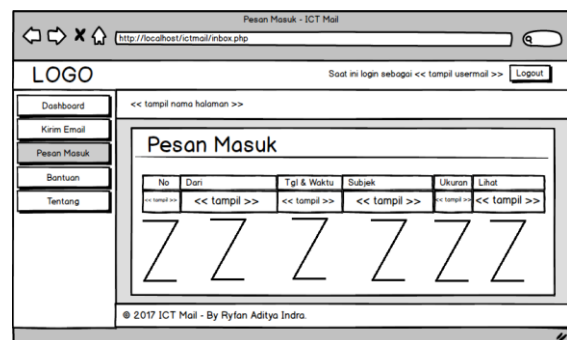 Pesan Masuk - ICT Mail
http://localhost/ictmail/inbox.php
LOGO
Saat ini login sebagai << tampil usermail >> Logout
Dashboard
<< tampil nama halaman >>
Kirim Email
Pesan Masuk
Bantuan
Tentang
Pesan Masuk
No Dari Tgl & Waktu Subjek Ukuran Lihat
<< tampil >> << tampil >> << tampil >> << tampil >> << tampil >> << tampil >>
© 2017 ICT Mail - By Ryfan Aditya Indra.